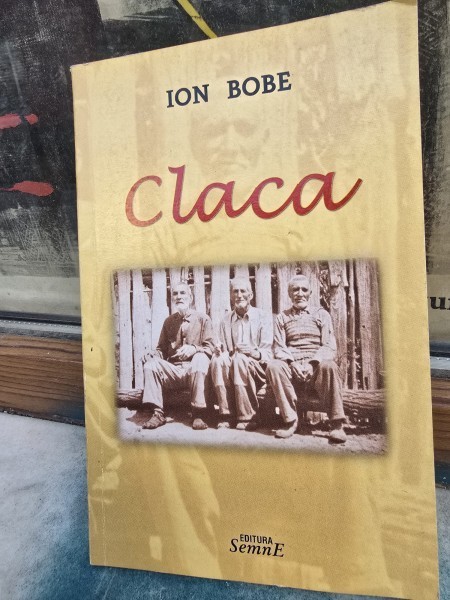 ION BOBE
Claca
EDITURA
SemnE